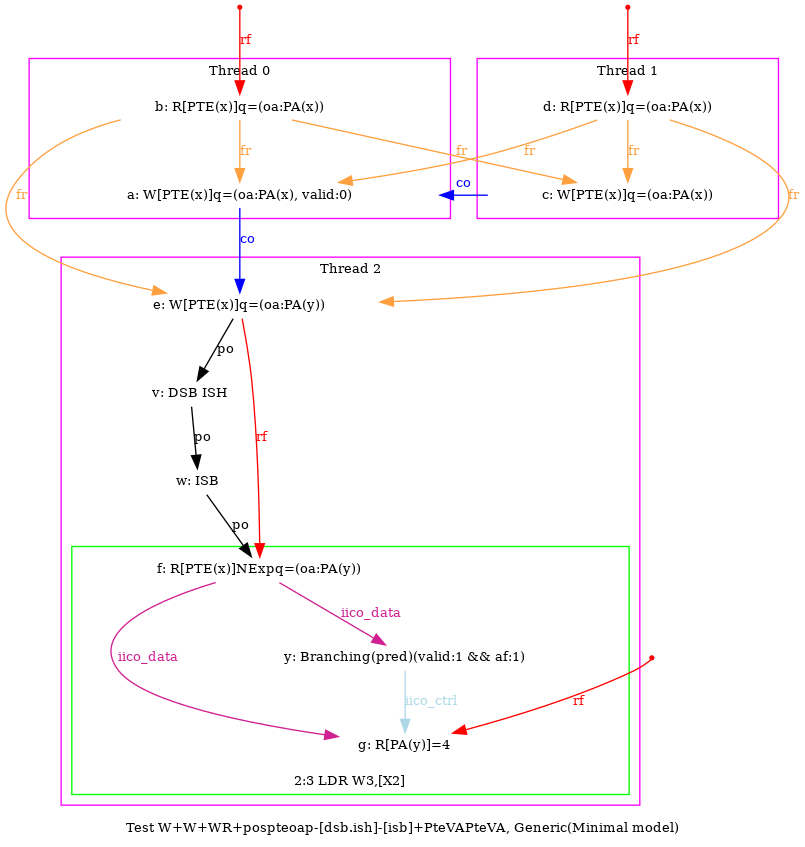 rf
rf
Thread 0
Thread 1
b: R[PTE(x)]q=(oa:PA(x))
d: R[PTE(x)]q=(oa:PA(x))
fr
fr
fr
fr
fr
fr
a: W[PTE(x)]q=(oa:PA(x), valid:0)
co
c: W[PTE(x)]q=(oa:PA(x))
co
Thread 2
e: W[PTE(x)]q=(oa:PA(y))
po
v: DSB ISH
po
rf
w: ISB
po
f: R[PTE(x)]NExpq=(oa:PA(y))
iico_data
iico_data
y: Branching(pred)(valid:1 && af:1)
iico_ctrl
rf
g: R[PA(y)]=4
2:3 LDR W3,[X2]
Test W+W+WR+pospteoap-[dsb.ish]-[isb]+PteVAPteVA, Generic(Minimal model)